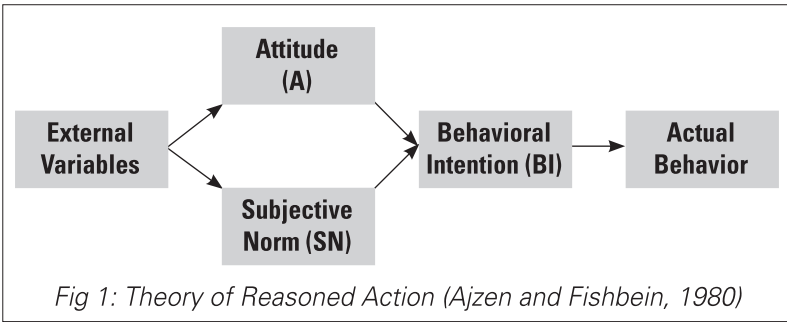 Attitude
(A)
External
Variables
Behavioral
Intention (BI)
Actual
Behavior
Subjective
Norm (SN)
Fig 1: Theory of Reasoned Action (Ajzen and Fishbein, 1980)